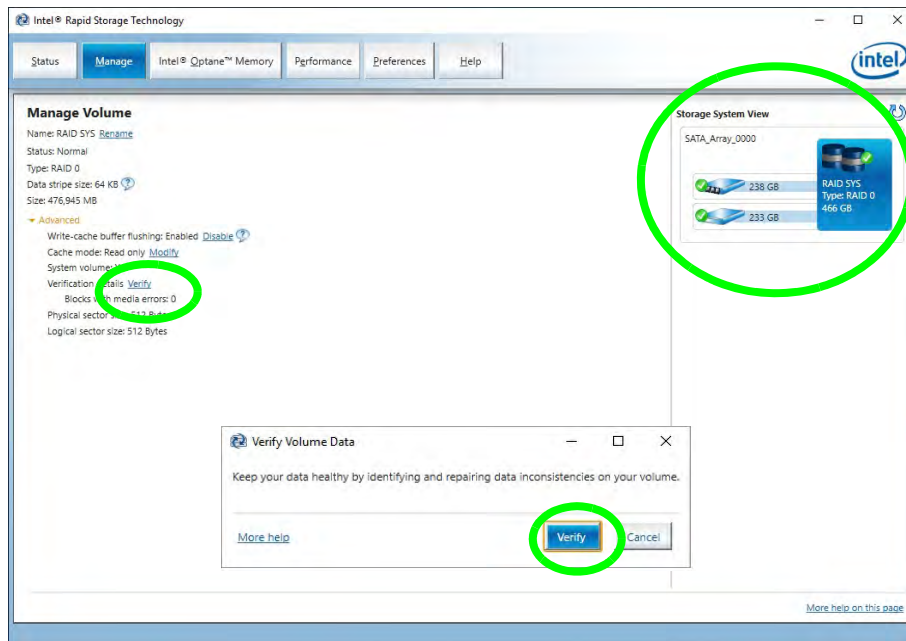 Intel® Rapid Storage Technology
Status
Manage
Intel® Optane™ Memory
Performance
Preferences
Help
intel
Manage Volume
Name: RAID SYS Rename
Status: Normal
Type: RAID 0
Data stripe size: 64 KB ?
Size: 476,945 MB
Advanced
Write-cache buffer flushing: Enabled Disable ?
Cache mode: Read only Modify
System volume:
Verification details Verify
Blocks with media errors: 0
Physical sector size: 512 Bytes
Logical sector size: 512 Bytes
Storage System View
SATA_Array_0000
238 GB
233 GB
RAID SYS
Type: RAID 0
466 GB
Verify Volume Data
Keep your data healthy by identifying and repairing data inconsistencies on your volume.
More help
Verify
Cancel
More help on this page